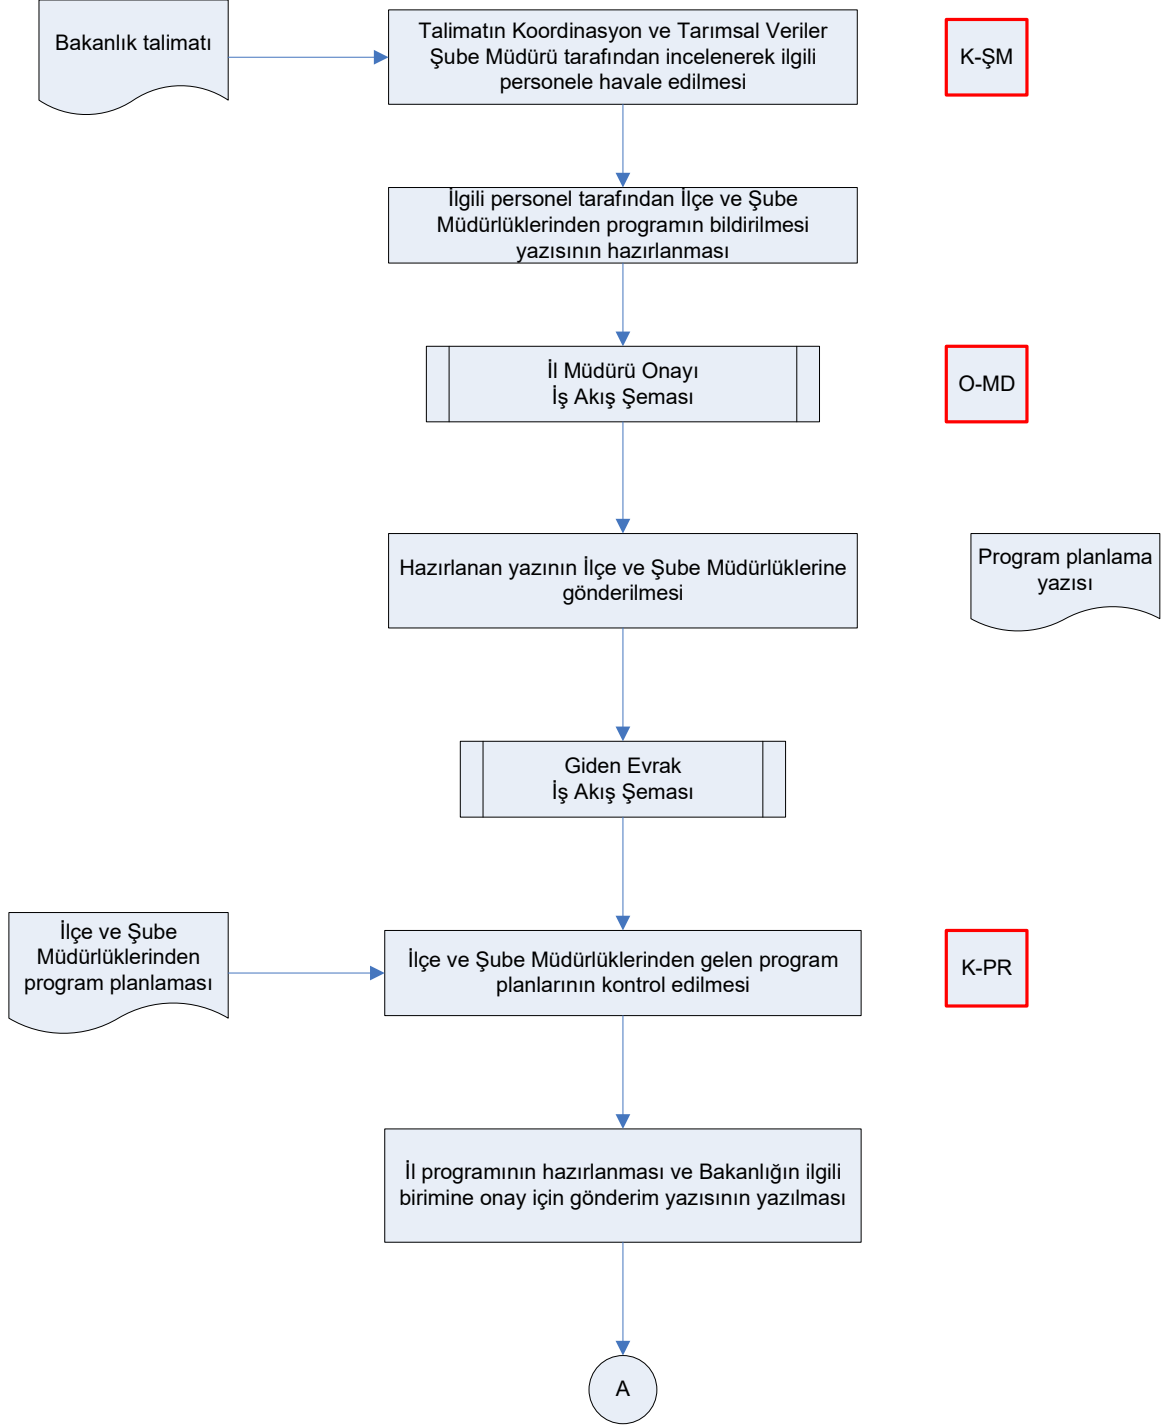 Bakanlık talimatı
Talimatın Koordinasyon ve Tarımsal Veriler
Şube Müdürü tarafından incelenerek ilgili
personele havale edilmesi
K-ŞM
İlgili personel tarafından İlçe ve Şube
Müdürlüklerinden programın bildirilmesi
yazısının hazırlanması
İl Müdürü Onayı
İş Akış Şeması
O-MD
Hazırlanan yazının İlçe ve Şube Müdürlüklerine
gönderilmesi
Program planlama
yazısı
Giden Evrak
İş Akış Şeması
İlçe ve Şube
Müdürlüklerinden
program planlaması
İlçe ve Şube Müdürlüklerinden gelen program
planlarının kontrol edilmesi
K-PR
İl programının hazırlanması ve Bakanlığın ilgili
birimine onay için gönderim yazısının yazılması
A